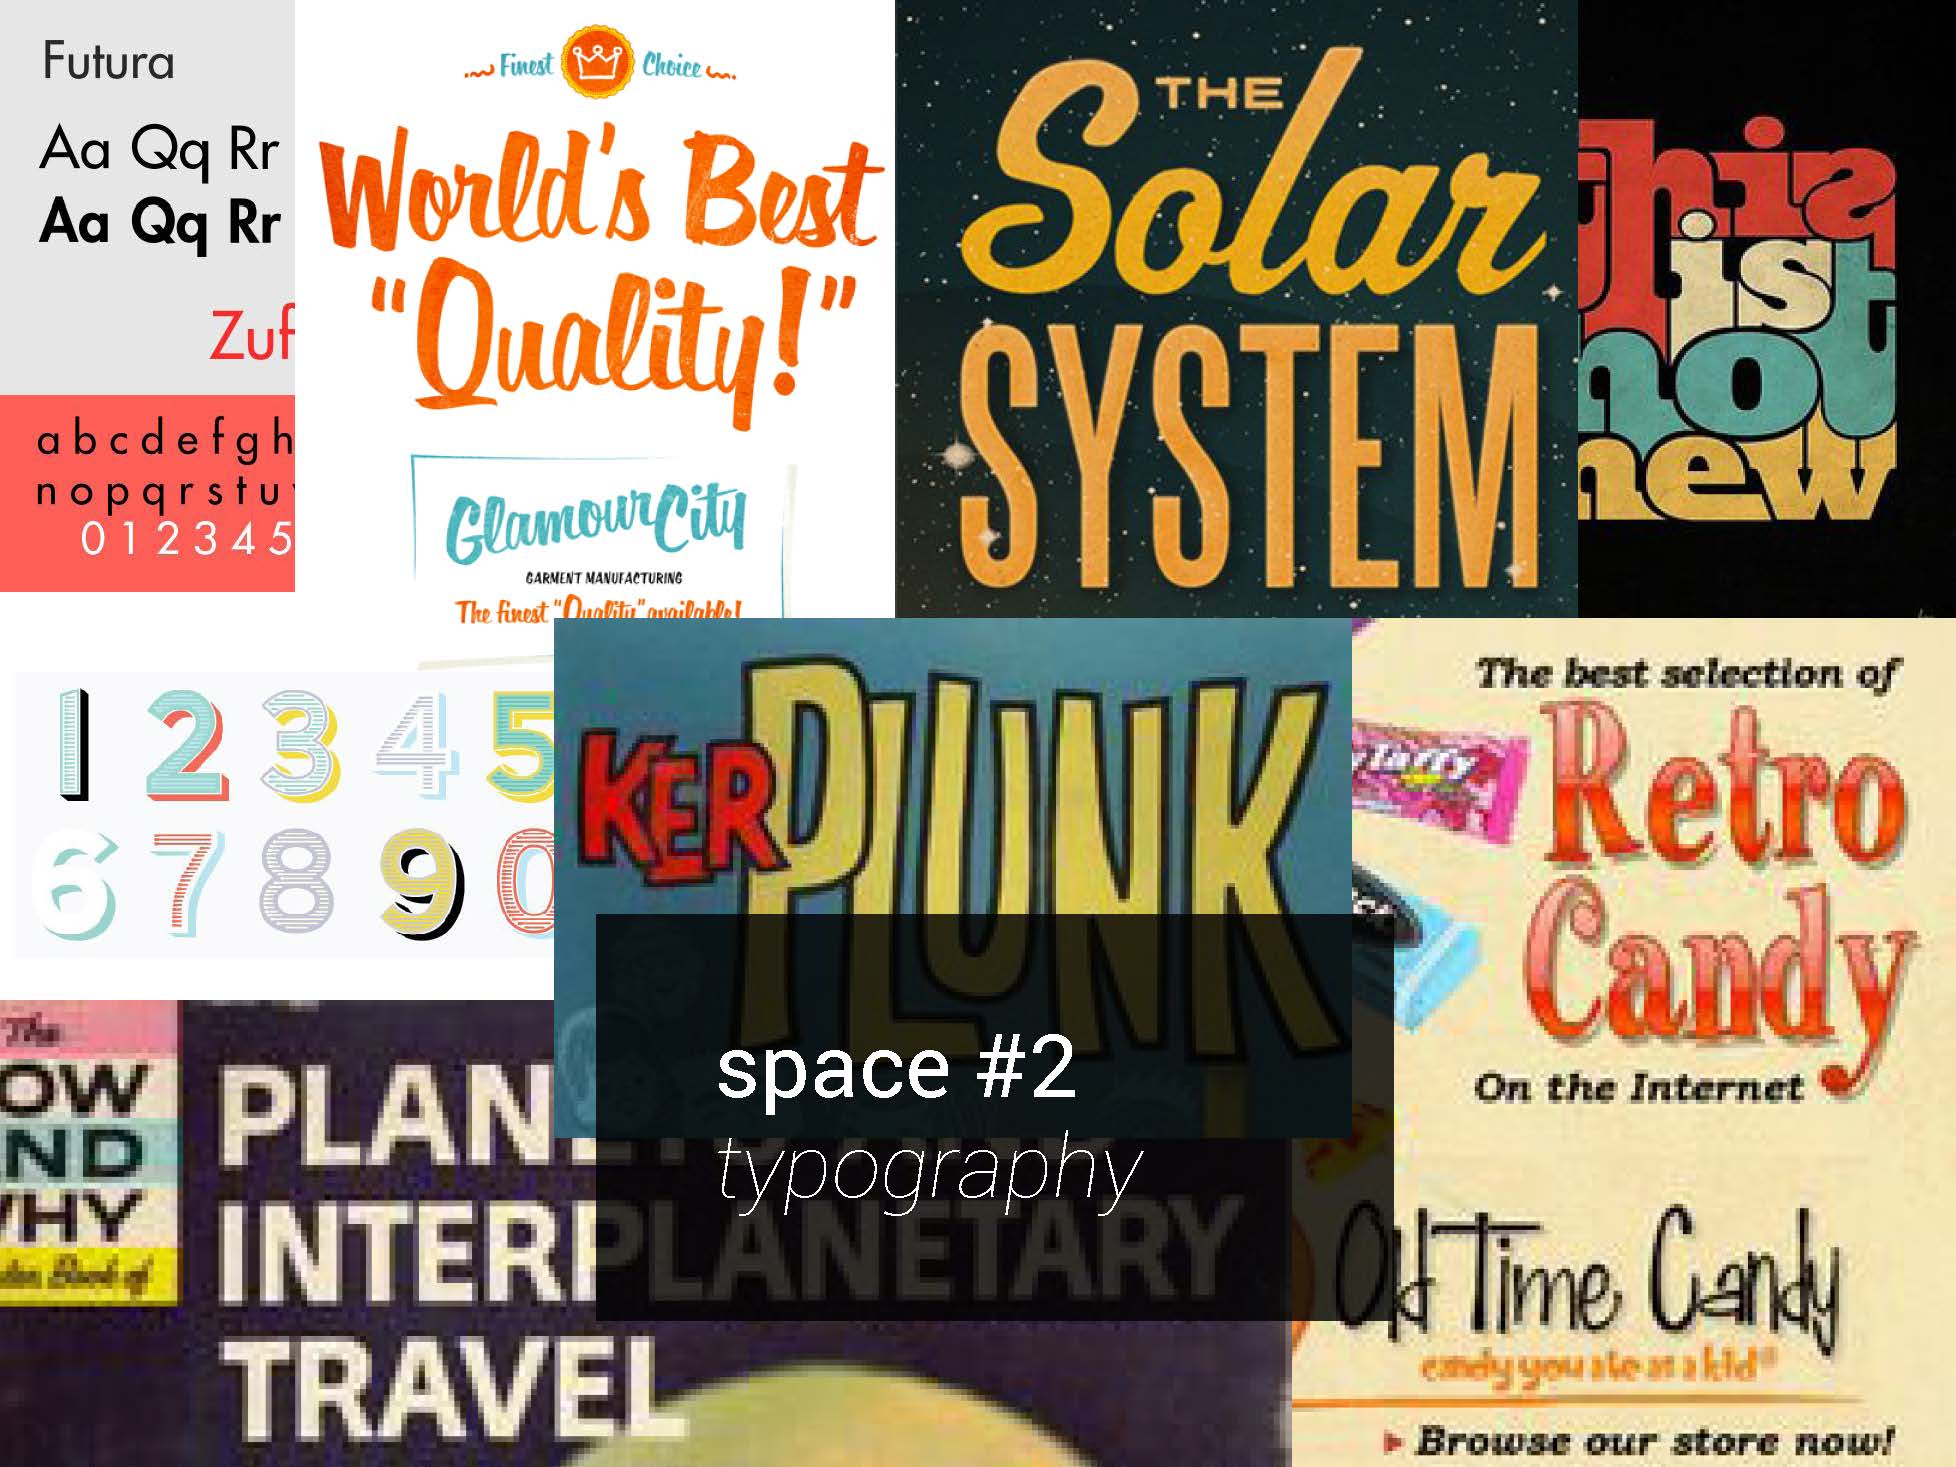 Futura
Aa Qq Rr
Aa Qq Rr
Zuf
a b c d e f g h
n o p q r s t u
0 1 2 3 4 5
Finest Choice
World's Best
"Quality!"
GlamourCity
GARMENT MANUFACTURING
The finest "Quality" available!
THE
Solar
SYSTEM
this
is
not
new
1 2 3 4 5
6 7 8 9 0
KER
PLUNK
The best selection of
Retro
Candy
On the Internet
taffy
Old Time Candy
candy you ate as a kid®
Browse our store now!
The
OW
ND
WHY
Book of
PLANETS AND
INTERPLANETARY
TRAVEL
space #2
typography